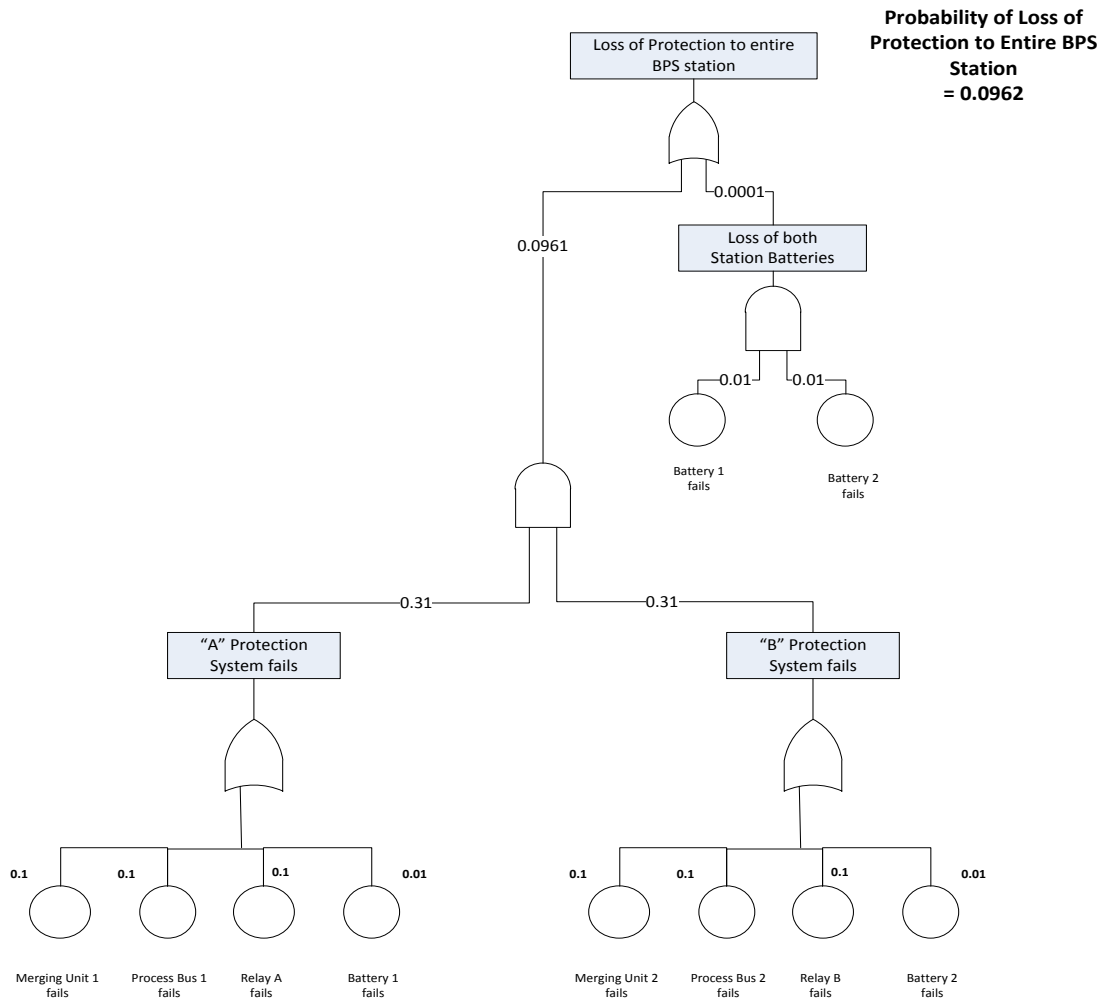 Probability of Loss of
Protection to Entire BPS
Station
= 0.0962
Loss of Protection to entire
BPS station
0.0001
0.0961
Loss of both
Station Batteries
0.01
0.01
Battery 1
fails
Battery 2
fails
0.31
0.31
“A” Protection
System fails
“B” Protection
System fails
0.1
0.1
0.1
0.01
0.1
0.1
0.1
0.01
Merging Unit 1
fails
Process Bus 1
fails
Relay A
fails
Battery 1
fails
Merging Unit 2
fails
Process Bus 2
fails
Relay B
fails
Battery 2
fails